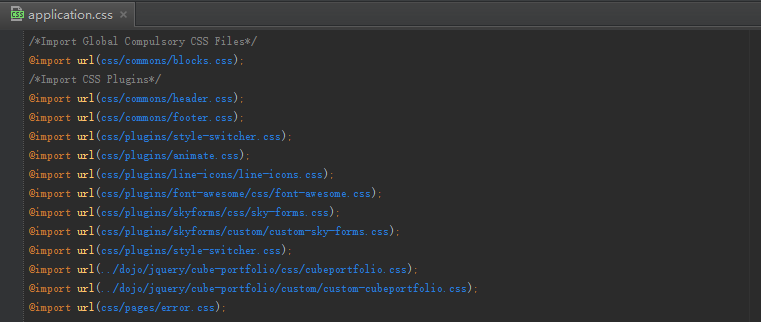 CSS application.css ×
/*Import Global Compulsory CSS Files*/
@import url(css/commons/blocks.css);
/*Import CSS Plugins*/
@import url(css/commons/header.css);
@import url(css/commons/footer.css);
@import url(css/plugins/style-switcher.css);
@import url(css/plugins/animate.css);
@import url(css/plugins/line-icons/line-icons.css);
@import url(css/plugins/font-awesome/css/font-awesome.css);
@import url(css/plugins/skyforms/css/sky-forms.css);
@import url(css/plugins/skyforms/custom/custom-sky-forms.css);
@import url(css/plugins/style-switcher.css);
@import url(../dojo/jquery/cube-portfolio/css/cubeportfolio.css);
@import url(../dojo/jquery/cube-portfolio/custom/custom-cubeportfolio.css);
@import url(css/pages/error.css);